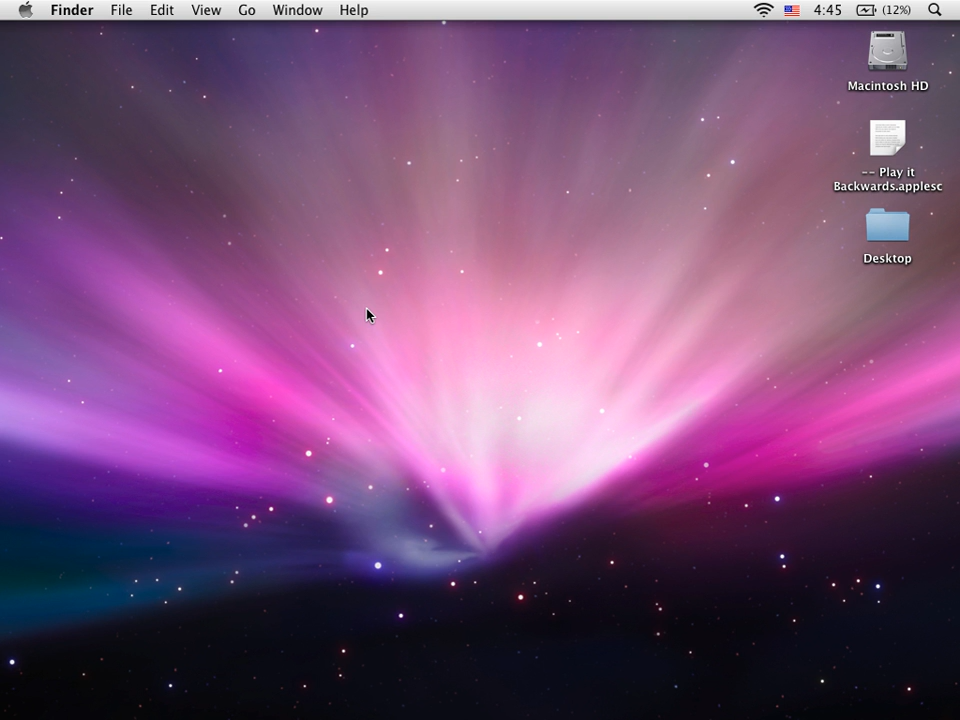 Finder File Edit View Go Window Help 4:45 (12%)
Macintosh HD
-- Play it
Backwards.applesc
Desktop